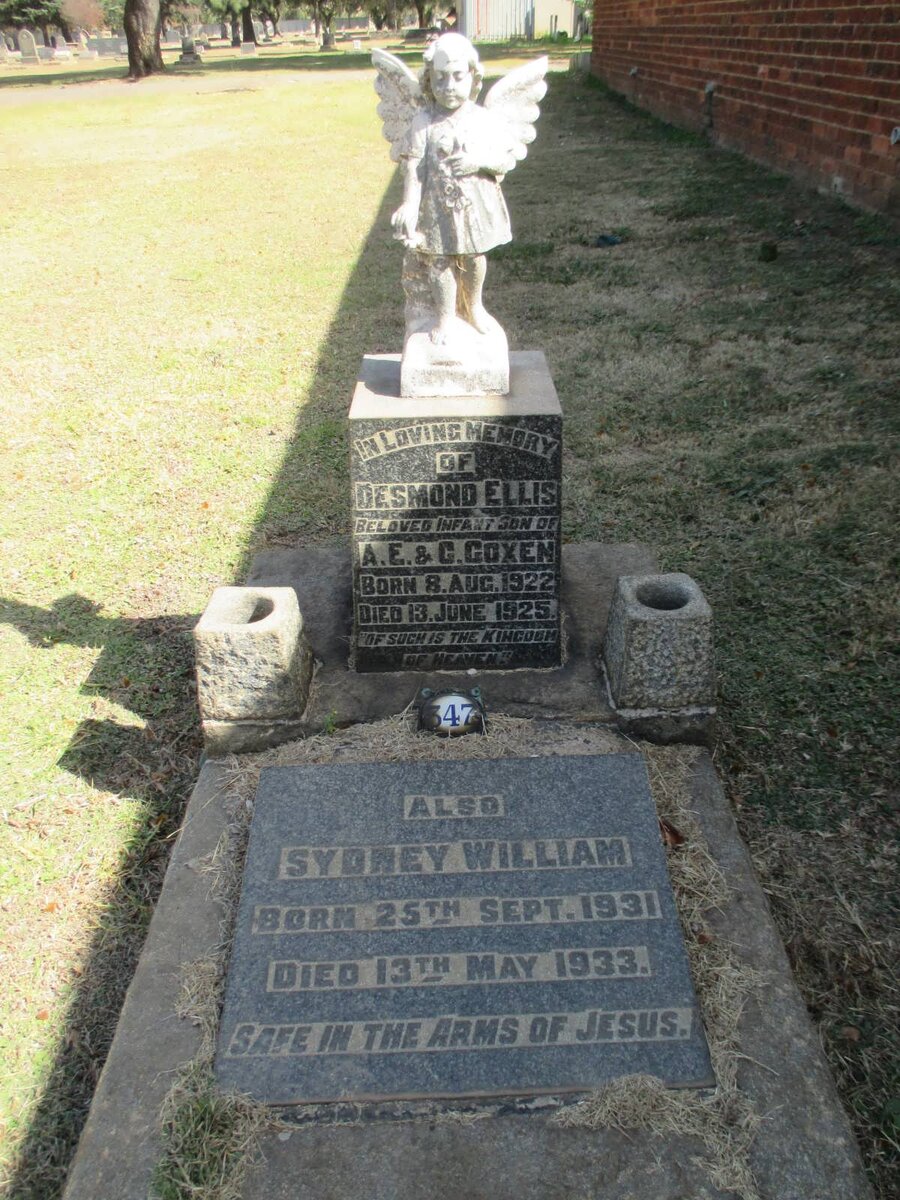 IN LOVING MEMORY
OF
DESMOND ELLIS
BELOVED INFANT SON OF
A.E. & C. COXEN
BORN 8. AUG. 1922
DIED 13. JUNE 1925
"OF SUCH IS THE KINGDOM
OF HEAVEN."
347
ALSO
SYDNEY WILLIAM
BORN 25TH SEPT. 1931
DIED 13TH MAY 1933.
SAFE IN THE ARMS OF JESUS.